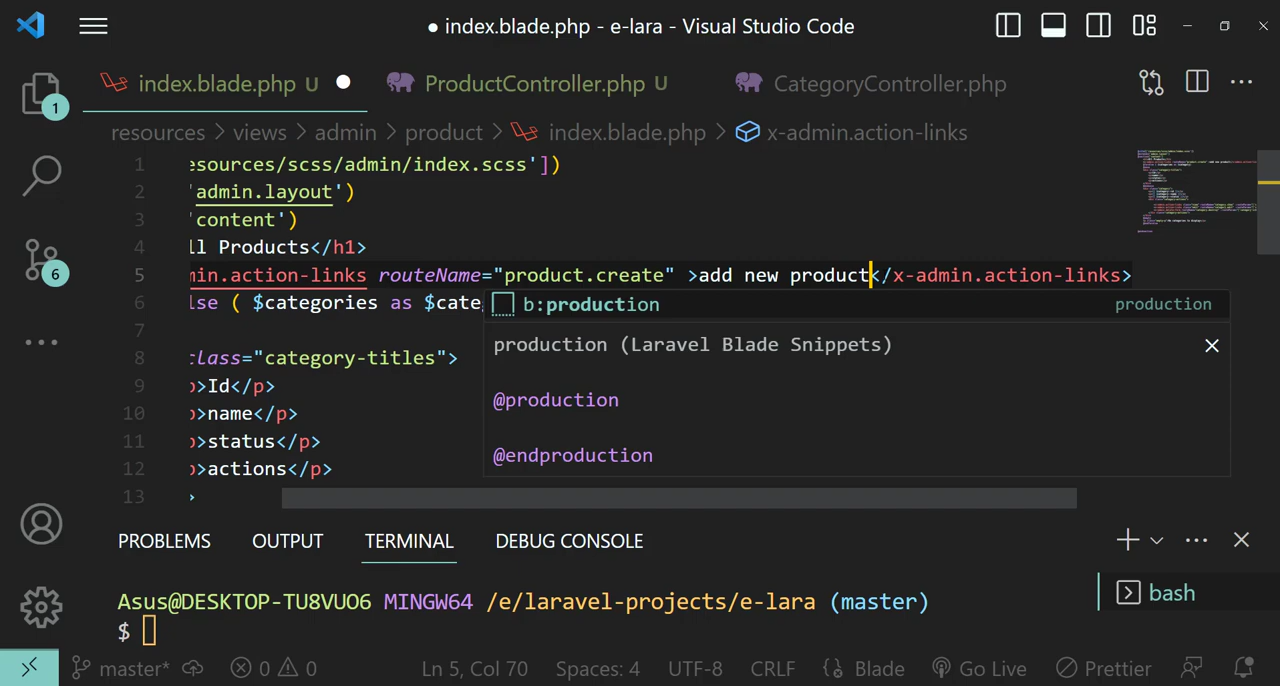 index.blade.php - e-lara - Visual Studio Code
index.blade.php U
ProductController.php U
CategoryController.php
1
resources > views > admin > product > index.blade.php > x-admin.action-links
1 esources/scss/admin/index.scss'])
2 'admin.layout')
3 'content')
4 ll Products</h1>
5 min.action-links routeName="product.create" >add new product</x-admin.action-links>
6 lse ( $categories as $cate
7
8 class="category-titles">
9 p>Id</p>
10 p>name</p>
11 p>status</p>
12 p>actions</p>
13 >
b:production production
production (Laravel Blade Snippets)
@production
@endproduction
6
PROBLEMS OUTPUT TERMINAL DEBUG CONSOLE
Asus@DESKTOP-TU8VUO6 MINGW64 /e/laravel-projects/e-lara (master)
$
bash
master* 0 0 Ln 5, Col 70 Spaces: 4 UTF-8 CRLF Blade Go Live Prettier